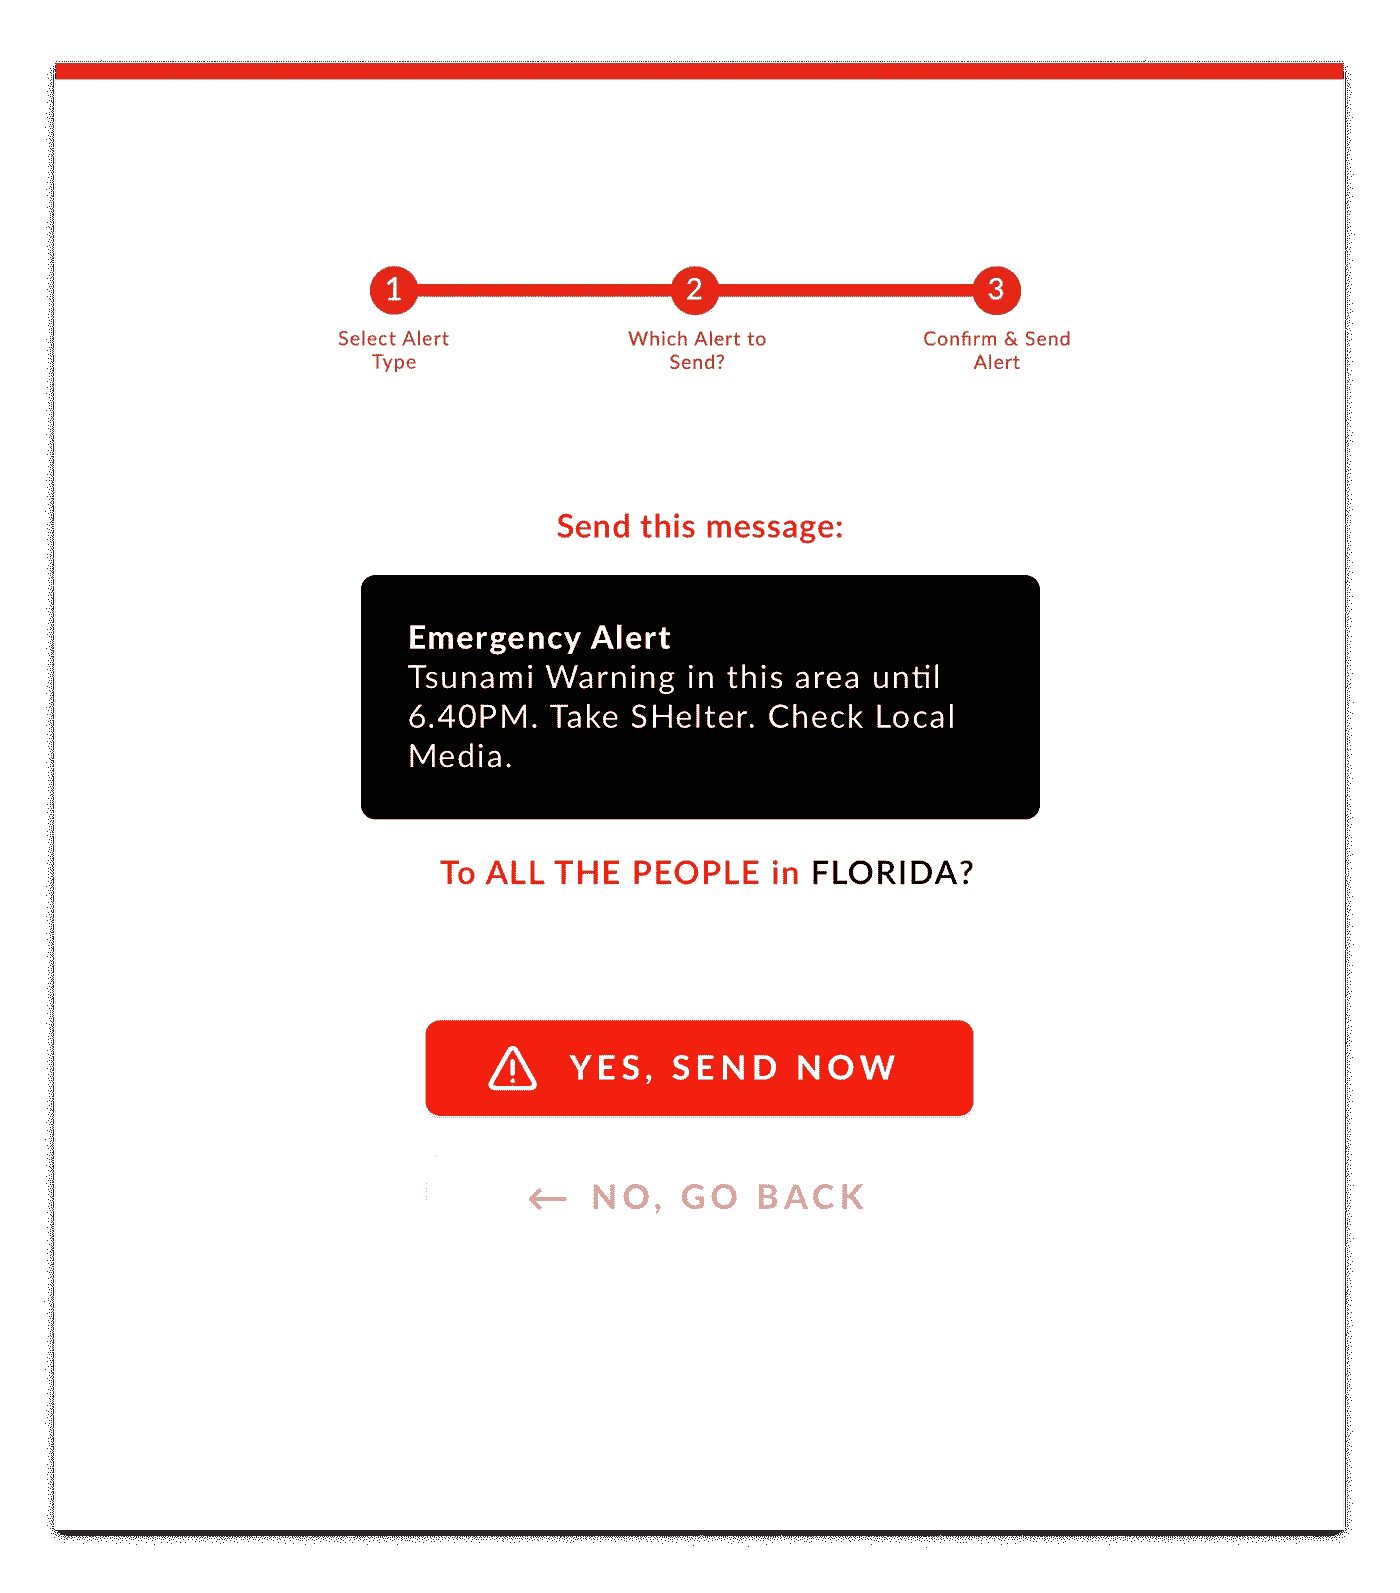 1
2
3
Select Alert
Type
Which Alert to
Send?
Confirm & Send
Alert
Send this message:
Emergency Alert
Tsunami Warning in this area until
6.40PM. Take SHelter. Check Local
Media.
To ALL THE PEOPLE in FLORIDA?
YES, SEND NOW
← NO, GO BACK